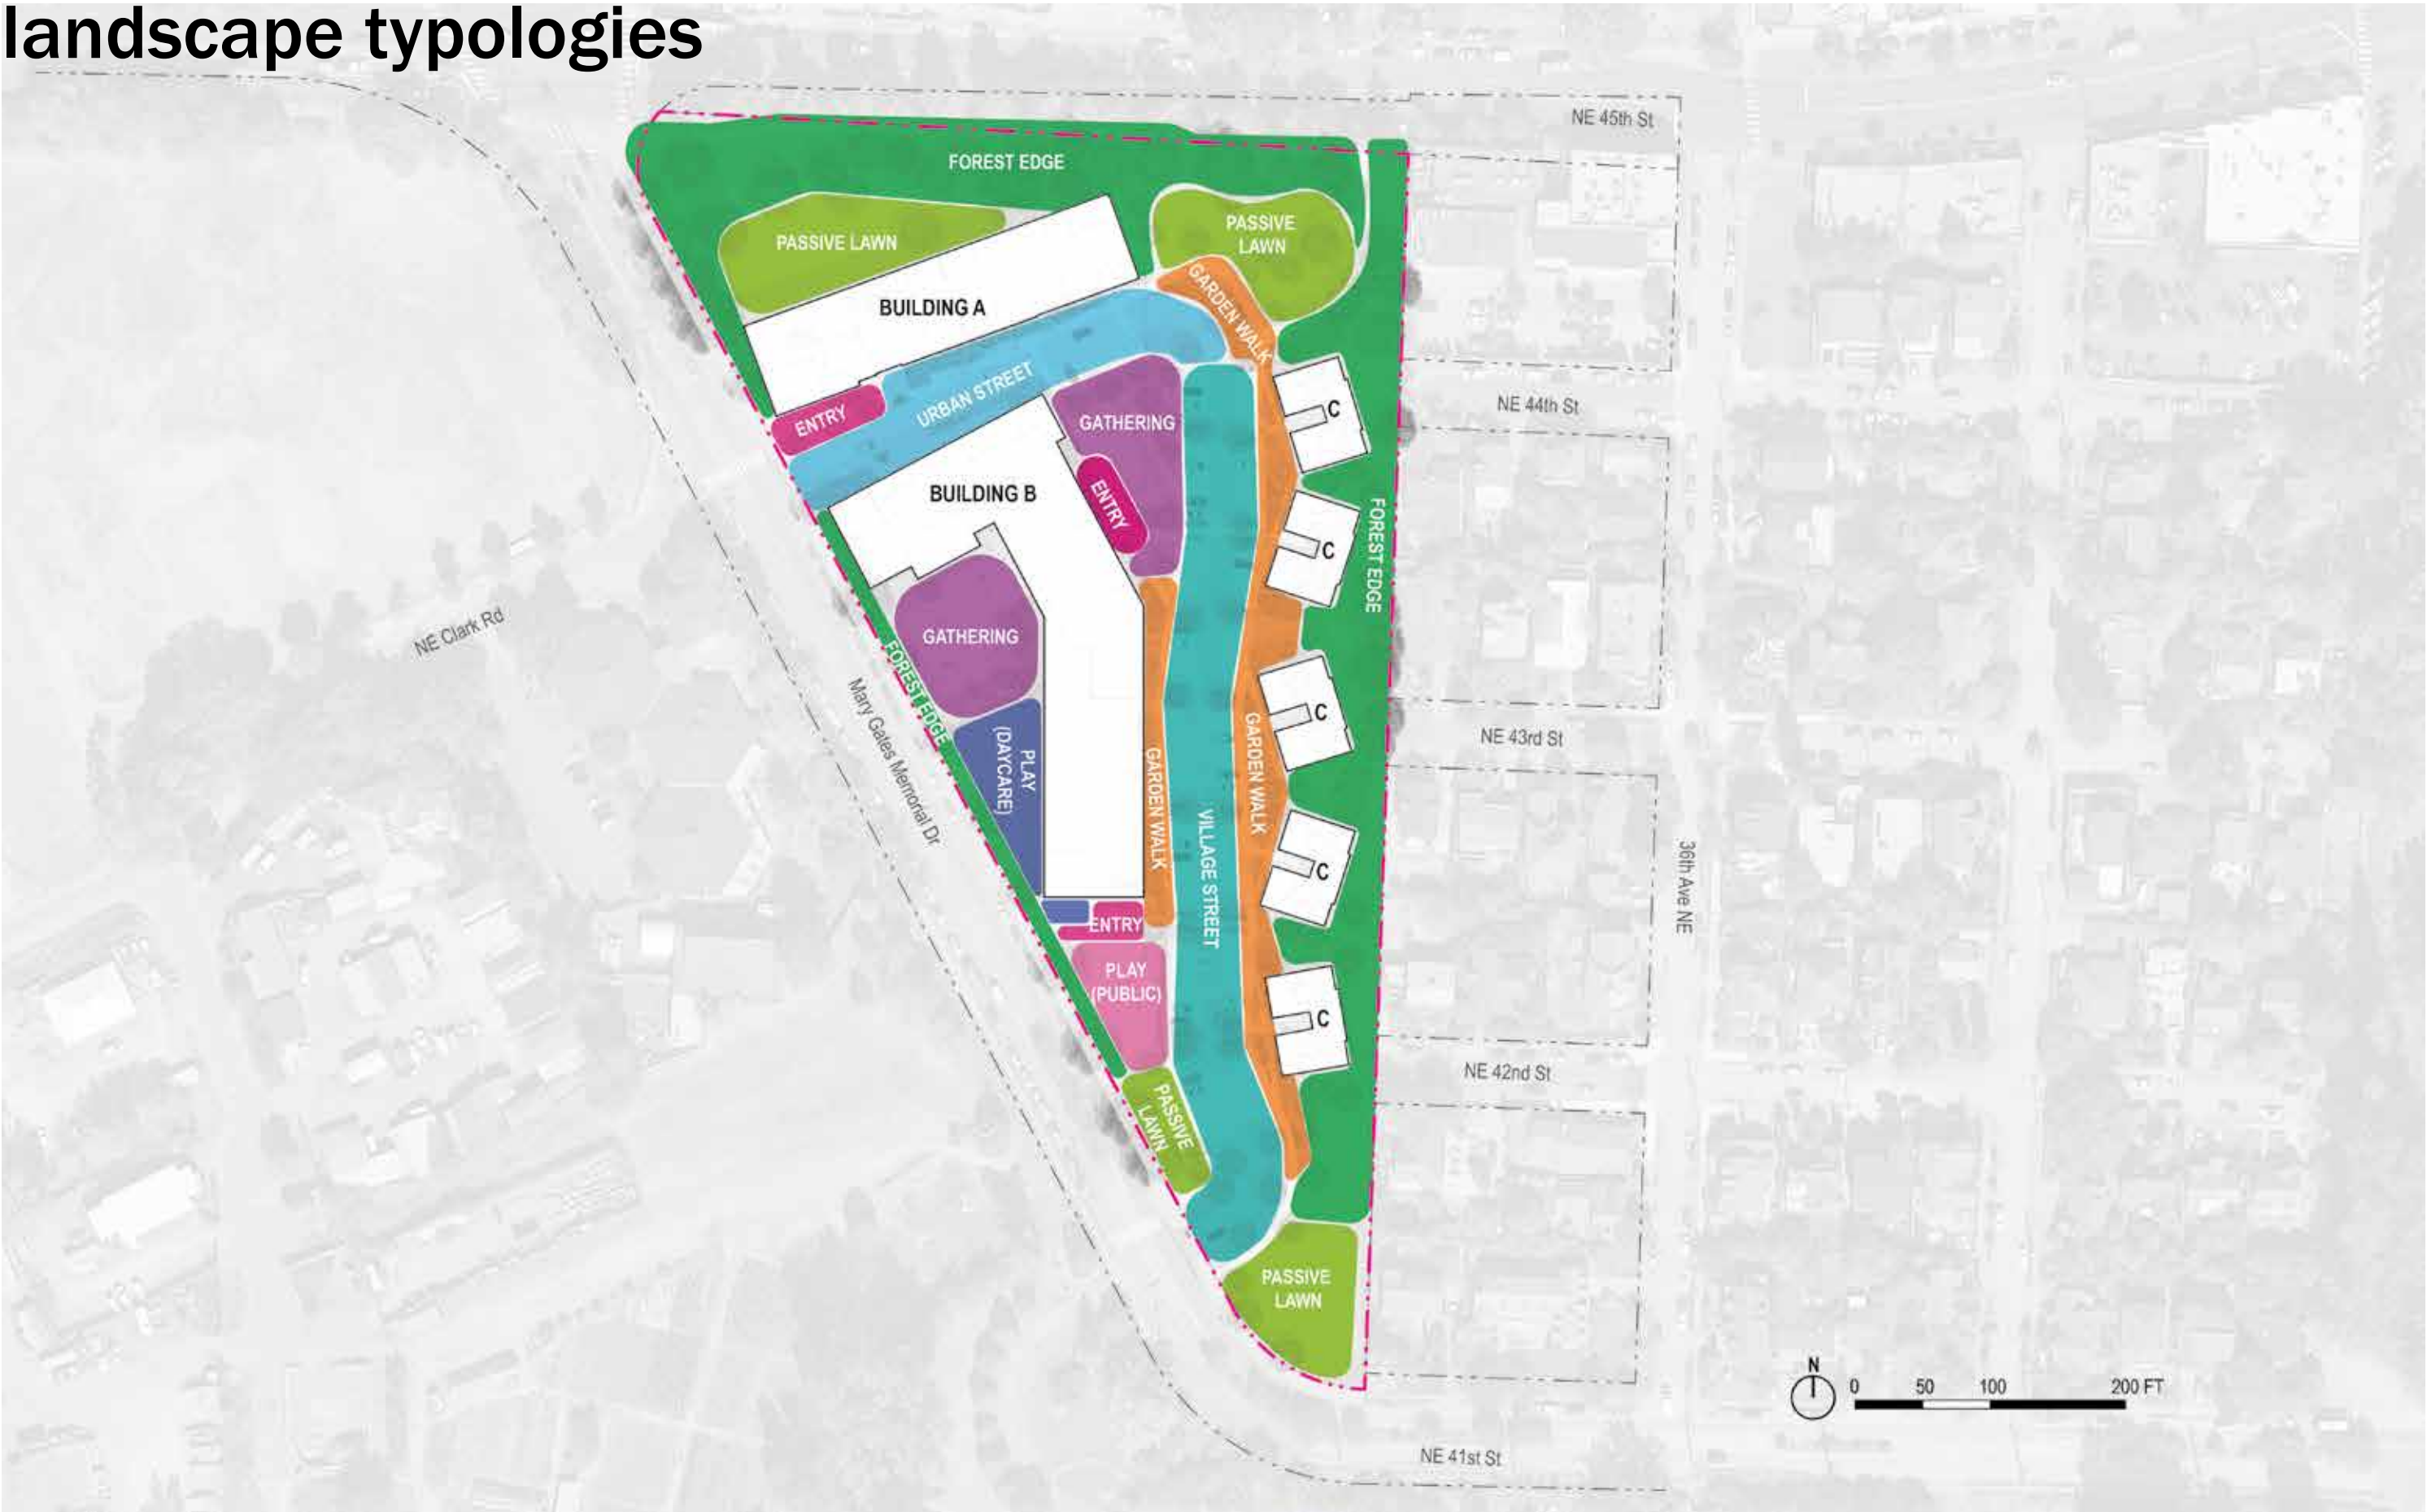 landscape typologies
NE 45th St
FOREST EDGE
PASSIVE LAWN
PASSIVE
LAWN
GARDEN WALK
BUILDING A
URBAN STREET
ENTRY
GATHERING
C
NE 44th St
BUILDING B
ENTRY
C
FOREST EDGE
NE Clark Rd
GATHERING
FOREST EDGE
Mary Gates Memorial Dr
PLAY
(DAYCARE)
GARDEN WALK
VILLAGE STREET
GARDEN WALK
C
NE 43rd St
C
36th Ave NE
ENTRY
PLAY
(PUBLIC)
C
NE 42nd St
PASSIVE
LAWN
PASSIVE
LAWN
N
0 50 100 200 FT
NE 41st St